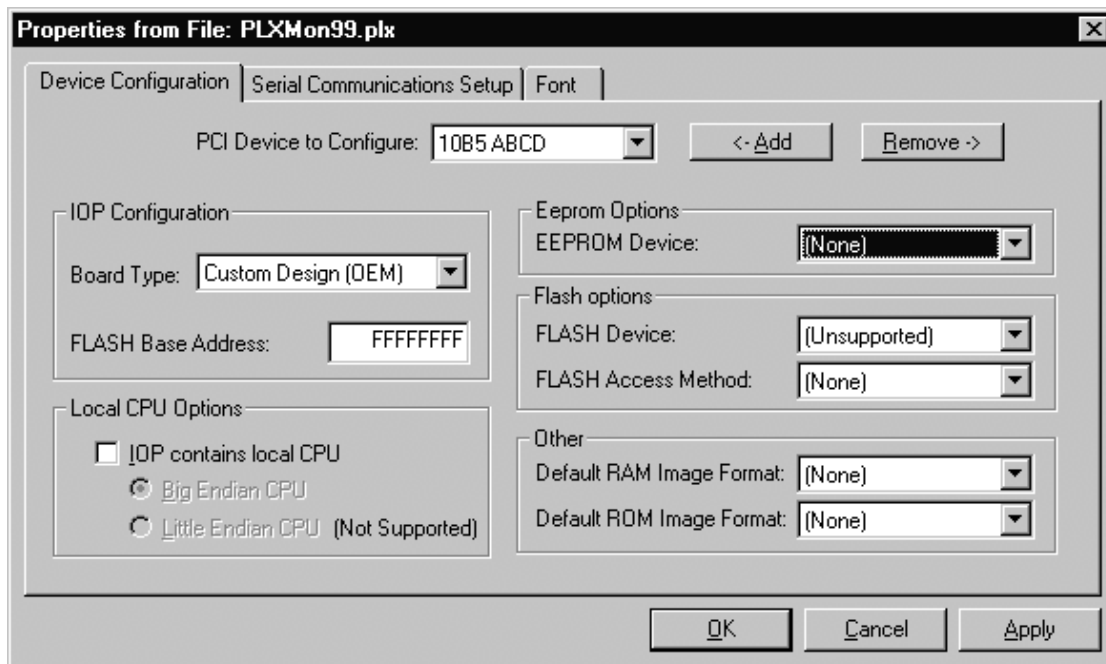 Properties from File: PLXMon99.plx
Device Configuration Serial Communications Setup Font
PCI Device to Configure: 10B5 ABCD <- Add Remove ->
IOP Configuration
Board Type: Custom Design (OEM)
FLASH Base Address: FFFFFFFF
Local CPU Options
IOP contains local CPU
Big Endian CPU
Little Endian CPU (Not Supported)
Eeprom Options
EEPROM Device: (None)
Flash options
FLASH Device: (Unsupported)
FLASH Access Method: (None)
Other
Default RAM Image Format: (None)
Default ROM Image Format: (None)
OK Cancel Apply